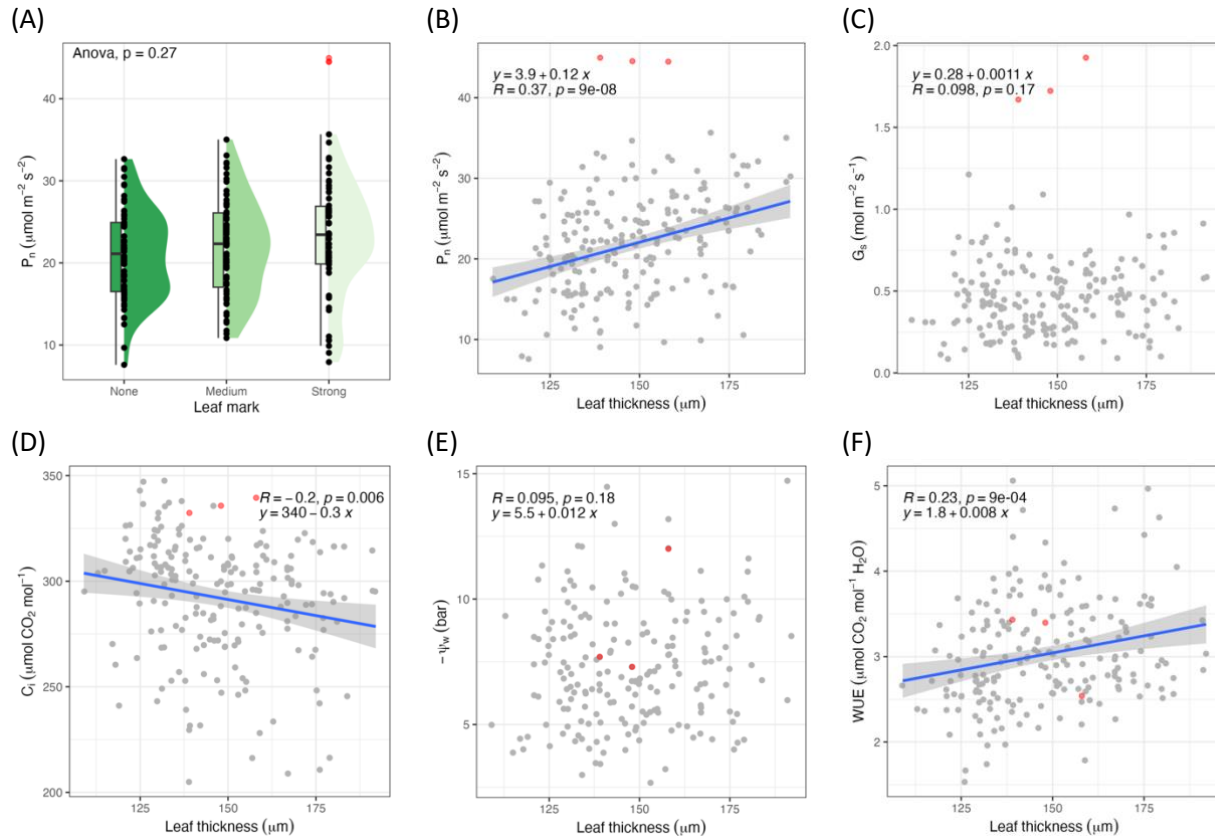 (A)
Anova, p = 0.27
Pn (μmol m−2 s−2)
40
30
20
10
None Medium Strong
Leaf mark
(B)
y = 3.9 + 0.12 x
R = 0.37, p = 9e-08
Pn (μmol m−2 s−2)
40
30
20
10
125 150 175
Leaf thickness (μm)
(C)
y = 0.28 + 0.0011 x
R = 0.098, p = 0.17
Gs (mol m−2 s−1)
2.0
1.5
1.0
0.5
0.0
125 150 175
Leaf thickness (μm)
(D)
R = − 0.2, p = 0.006
y = 340 − 0.3 x
Ci (μmol CO2 mol−1)
350
300
250
200
125 150 175
Leaf thickness (μm)
(E)
R = 0.095, p = 0.18
y = 5.5 + 0.012 x
− ψw (bar)
15
10
5
125 150 175
Leaf thickness (μm)
(F)
R = 0.23, p = 9e-04
y = 1.8 + 0.008 x
WUE (μmol CO2 mol−1 H2O)
5
4
3
2
125 150 175
Leaf thickness (μm)